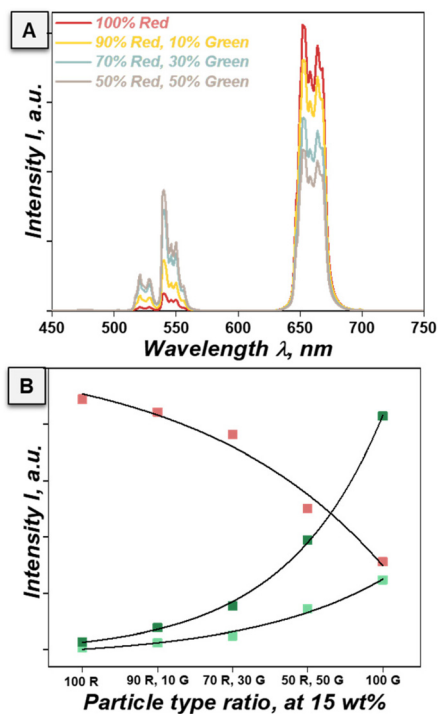 A
100% Red
90% Red, 10% Green
70% Red, 30% Green
50% Red, 50% Green
Intensity I, a.u.
450 500 550 600 650 700 750
Wavelength λ, nm
B
Intensity I, a.u.
100 R 90 R, 10 G 70 R, 30 G 50 R, 50 G 100 G
Particle type ratio, at 15 wt%